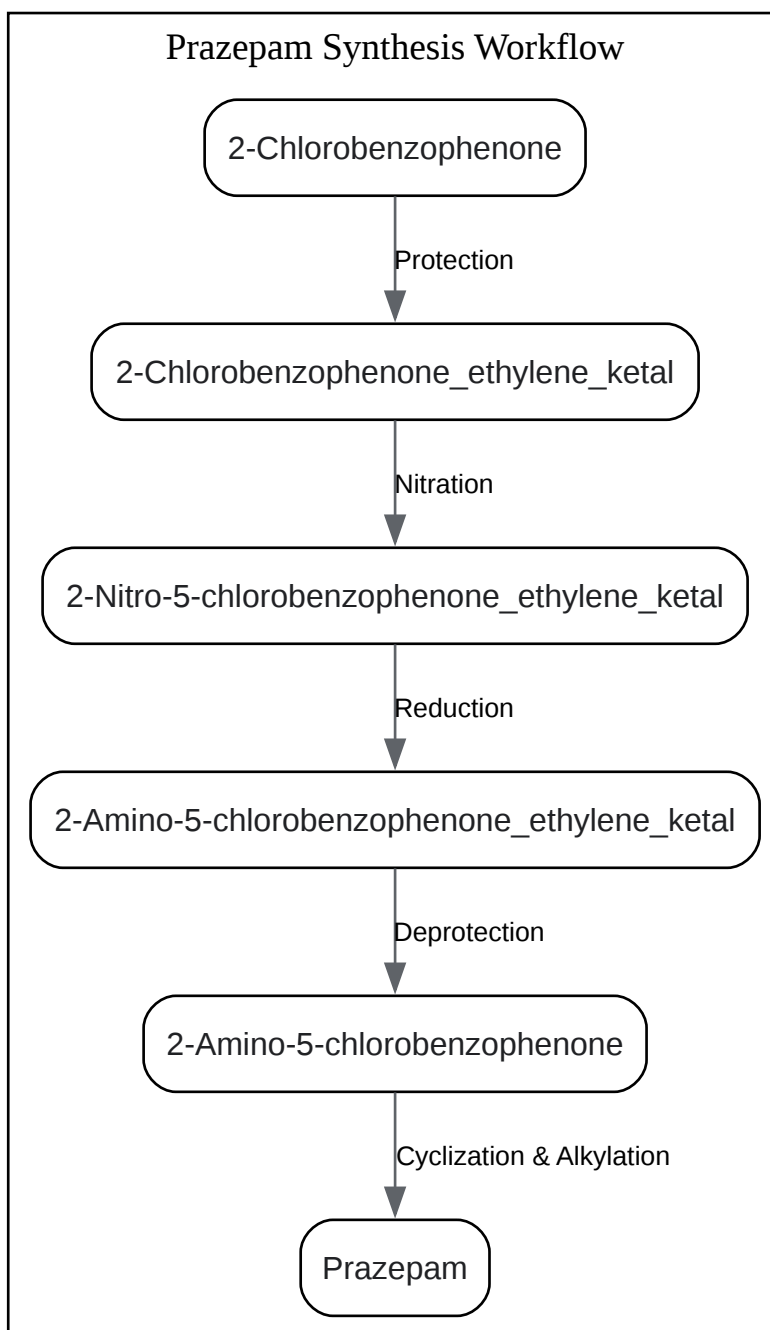 Prazepam Synthesis Workflow
2-Chlorobenzophenone
Protection
2-Chlorobenzophenone_ethylene_ketal
Nitration
2-Nitro-5-chlorobenzophenone_ethylene_ketal
Reduction
2-Amino-5-chlorobenzophenone_ethylene_ketal
Deprotection
2-Amino-5-chlorobenzophenone
Cyclization & Alkylation
Prazepam